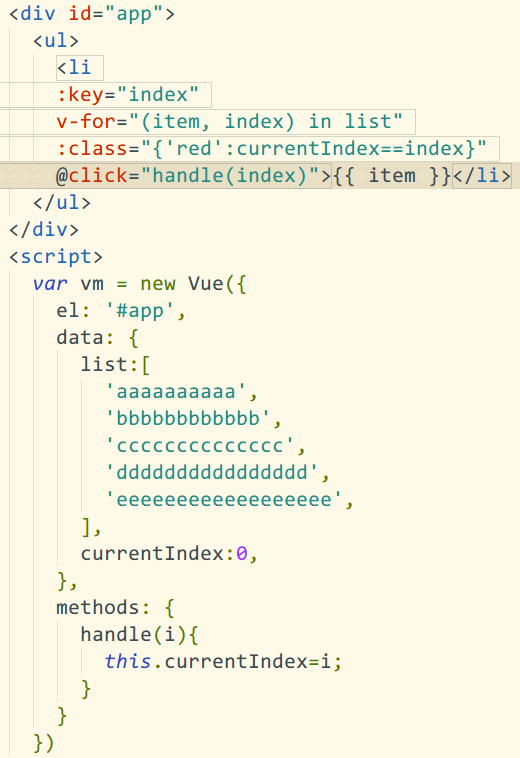 <div id="app">
  <ul>
    <li
    :key="index"
    v-for="(item, index) in list"
    :class="{'red':currentIndex==index}"
    @click="handle(index)">{{ item }}</li>
  </ul>
</div>
<script>
  var vm = new Vue({
    el: '#app',
    data: {
      list:[
        'aaaaaaaaaa',
        'bbbbbbbbbbbb',
        'cccccccccccccc',
        'dddddddddddddddd',
        'eeeeeeeeeeeeeeeeee',
      ],
      currentIndex:0,
    },
    methods: {
      handle(i){
        this.currentIndex=i;
      }
    }
  })